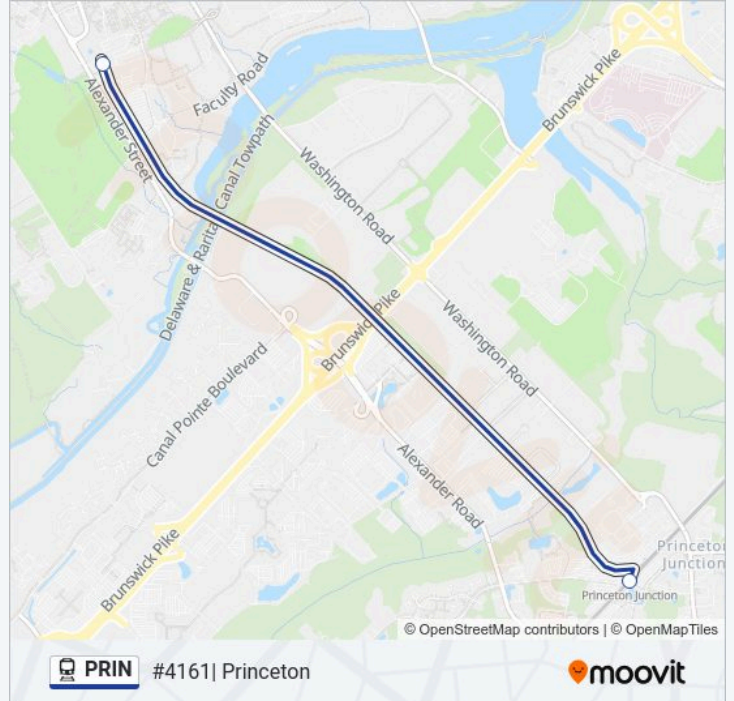 Faculty Road
Alexander Street
Brunswick Pike
Washington Road
Delaware & Raritan Canal Towpath
Brunswick Pike
Washington Road
Canal Pointe Boulevard
Alexander Road
Brunswick Pike
Princeton
Junction
Princeton Junction
© OpenStreetMap contributors | © OpenMapTiles
PRIN #4161| Princeton
moovit